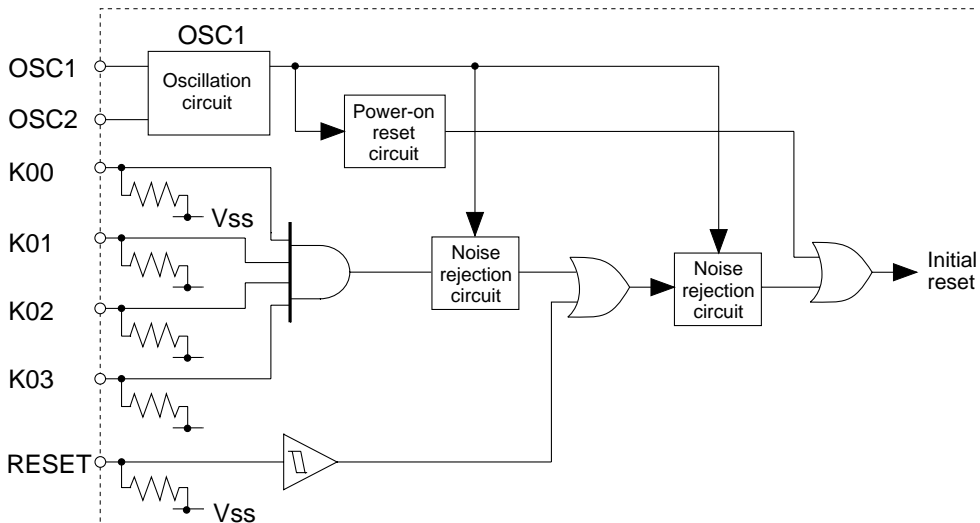 OSC1
OSC1
Oscillation
circuit
OSC2
Power-on
reset
circuit
K00
Vss
K01
Noise
rejection
circuit
Noise
rejection
circuit
Initial
reset
K02
K03
RESET
Vss